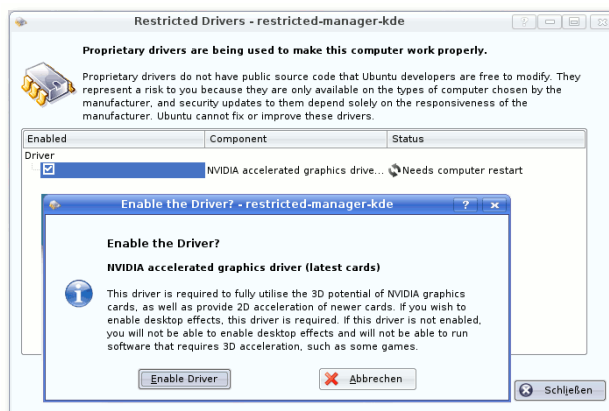 Restricted Drivers - restricted-manager-kde
Proprietary drivers are being used to make this computer work properly.
Proprietary drivers do not have public source code that Ubuntu developers are free to modify. They
represent a risk to you because they are only available on the types of computer chosen by the
manufacturer, and security updates to them depend solely on the responsiveness of the
manufacturer. Ubuntu cannot fix or improve these drivers.
Enabled Component Status
Driver
NVIDIA accelerated graphics drive... Needs computer restart
Enable the Driver? - restricted-manager-kde
Enable the Driver?
NVIDIA accelerated graphics driver (latest cards)
This driver is required to fully utilise the 3D potential of NVIDIA graphics
cards, as well as provide 2D acceleration of newer cards. If you wish to
enable desktop effects, this driver is required. If this driver is not enabled,
you will not be able to enable desktop effects and will not be able to run
software that requires 3D acceleration, such as some games.
Enable Driver Abbrechen
Schließen